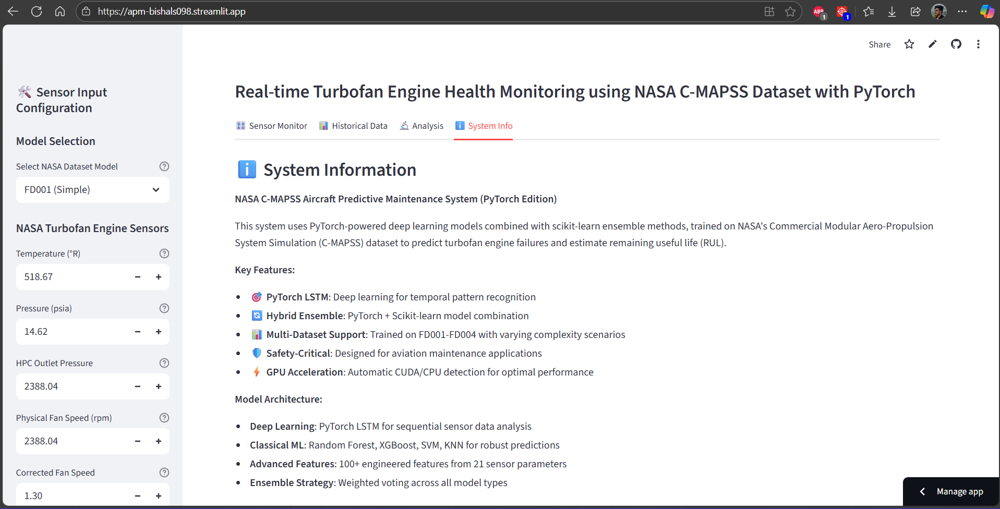 https://apm-bishals098.streamlit.app
ABP
1
1
Share
🛠️ Sensor Input
Configuration
Model Selection
Select NASA Dataset Model
FD001 (Simple)
NASA Turbofan Engine Sensors
Temperature (°R)
518.67
Pressure (psia)
14.62
HPC Outlet Pressure
2388.04
Physical Fan Speed (rpm)
2388.04
Corrected Fan Speed
1.30
Real-time Turbofan Engine Health Monitoring using NASA C-MAPSS Dataset with PyTorch
🎛️ Sensor Monitor 📊 Historical Data 🔬 Analysis ℹ️ System Info
ℹ️ System Information
NASA C-MAPSS Aircraft Predictive Maintenance System (PyTorch Edition)
This system uses PyTorch-powered deep learning models combined with scikit-learn ensemble methods, trained on NASA's Commercial Modular Aero-Propulsion
System Simulation (C-MAPSS) dataset to predict turbofan engine failures and estimate remaining useful life (RUL).
Key Features:
• 🎯 PyTorch LSTM: Deep learning for temporal pattern recognition
• 🔄 Hybrid Ensemble: PyTorch + Scikit-learn model combination
• 📊 Multi-Dataset Support: Trained on FD001-FD004 with varying complexity scenarios
• 🛡️ Safety-Critical: Designed for aviation maintenance applications
• ⚡ GPU Acceleration: Automatic CUDA/CPU detection for optimal performance
Model Architecture:
• Deep Learning: PyTorch LSTM for sequential sensor data analysis
• Classical ML: Random Forest, XGBoost, SVM, KNN for robust predictions
• Advanced Features: 100+ engineered features from 21 sensor parameters
• Ensemble Strategy: Weighted voting across all model types
Manage app